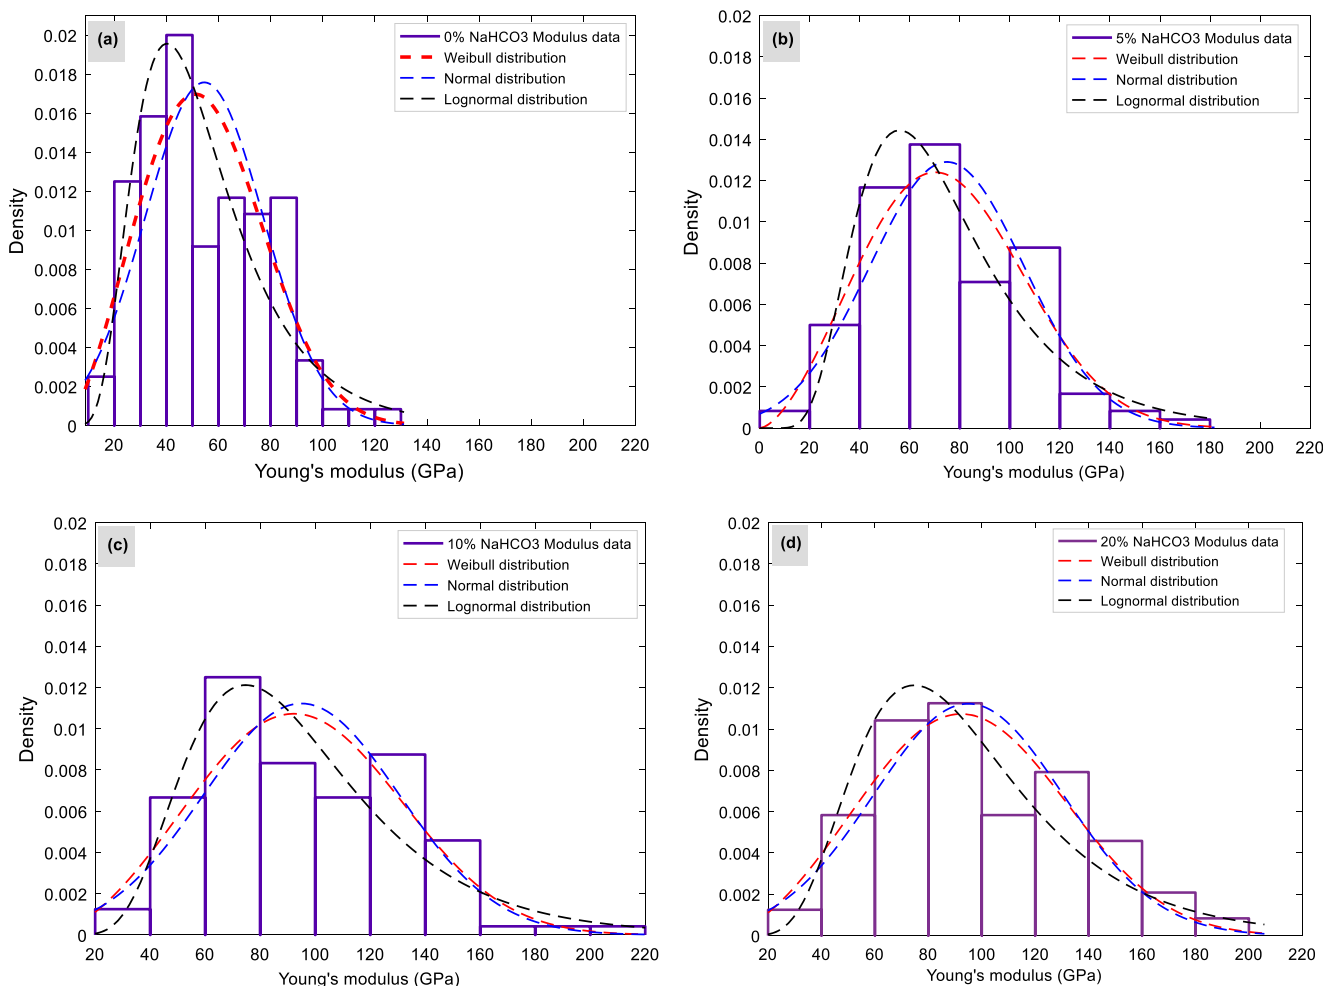 (a)
0% NaHCO3 Modulus data
Weibull distribution
Normal distribution
Lognormal distribution
0.02
0.018
0.016
0.014
0.012
0.01
0.008
0.006
0.004
0.002
0
Density
20 40 60 80 100 120 140 160 180 200 220
Young's modulus (GPa)
(b)
5% NaHCO3 Modulus data
Weibull distribution
Normal distribution
Lognormal distribution
0.02
0.018
0.016
0.014
0.012
0.01
0.008
0.006
0.004
0.002
0
Density
0 20 40 60 80 100 120 140 160 180 200 220
Young's modulus (GPa)
(c)
10% NaHCO3 Modulus data
Weibull distribution
Normal distribution
Lognormal distribution
0.02
0.018
0.016
0.014
0.012
0.01
0.008
0.006
0.004
0.002
0
Density
20 40 60 80 100 120 140 160 180 200 220
Young's modulus (GPa)
(d)
20% NaHCO3 Modulus data
Weibull distribution
Normal distribution
Lognormal distribution
0.02
0.018
0.016
0.014
0.012
0.01
0.008
0.006
0.004
0.002
0
Density
20 40 60 80 100 120 140 160 180 200 220
Young's modulus (GPa)